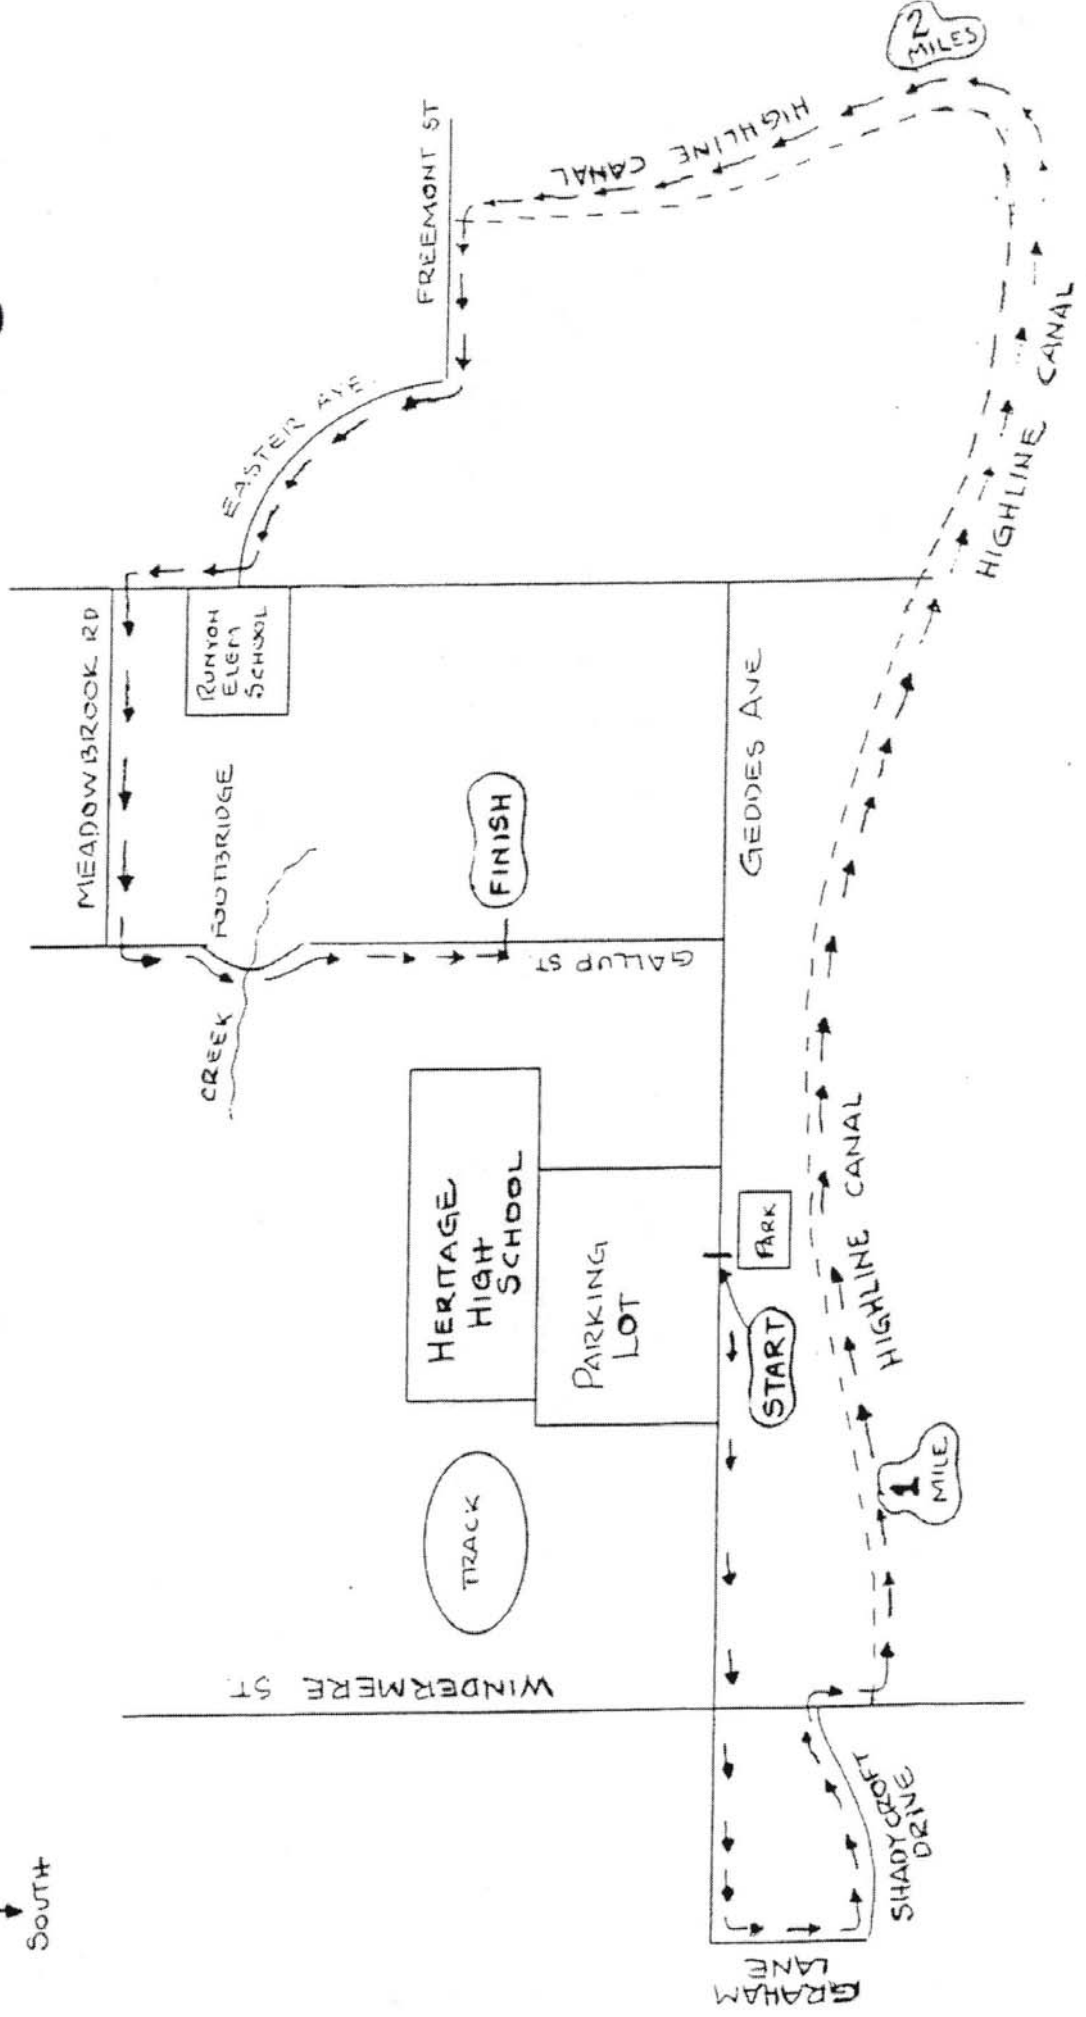 SOUTH
MEADOWBROOK RD
RUNYON
ELEM
SCHOOL
EASTER AVE.
FREEMONT ST
HIGHLINE CANAL
2
MILES
FOOTBRIDGE
CREEK
FINISH
GALLUP ST.
GEDDES AVE
HIGHLINE CANAL
HERITAGE
HIGH
SCHOOL
PARKING
LOT
PARK
START
TRACK
WINDERMERE ST.
HIGHLINE CANAL
1
MILE
SHADYCROFT
DRIVE
GRAHAM
LANE